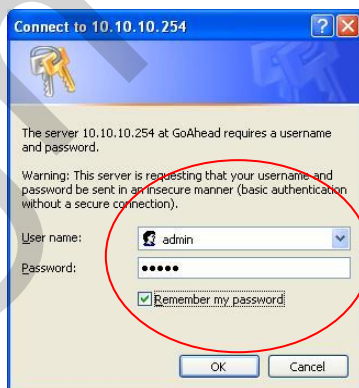 Connect to 10.10.10.254
The server 10.10.10.254 at GoAhead requires a username
and password.
Warning: This server is requesting that your username and
password be sent in an insecure manner (basic authentication
without a secure connection).
User name:
admin
Password:
•••••
Remember my password
OK
Cancel